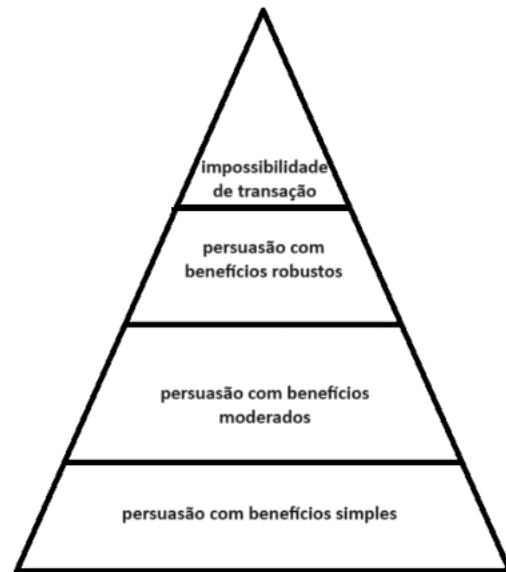 impossibilidade
de transação
persuasão com
benefícios robustos
persuasão com benefícios
moderados
persuasão com benefícios simples